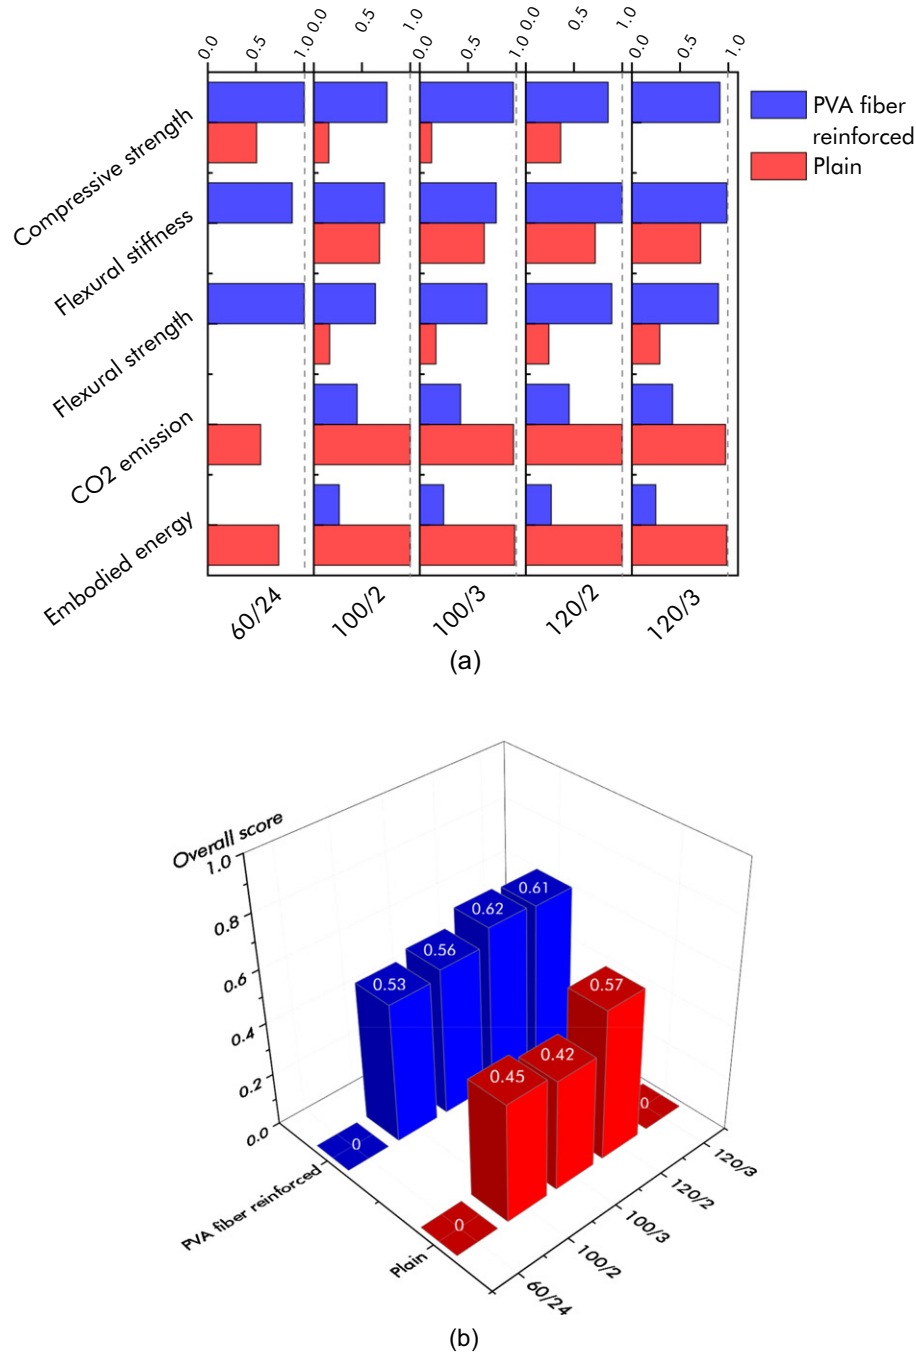 0.0 0.5 1.0 0.0 0.5 1.0 0.0 0.5 1.0 0.0 0.5 1.0 0.0 0.5 1.0
PVA fiber
reinforced
Plain
Compressive strength
Flexural stiffness
Flexural strength
CO2 emission
Embodied energy
60/24 100/2 100/3 120/2 120/3
(a)
Overall score
1.0
0.8
0.6
0.4
0.2
0.0
0.61
0.62
0.56
0.53
0
0.57
0.42
0.45
0
0
PVA fiber reinforced
Plain
120/3
120/2
100/3
100/2
60/24
(b)